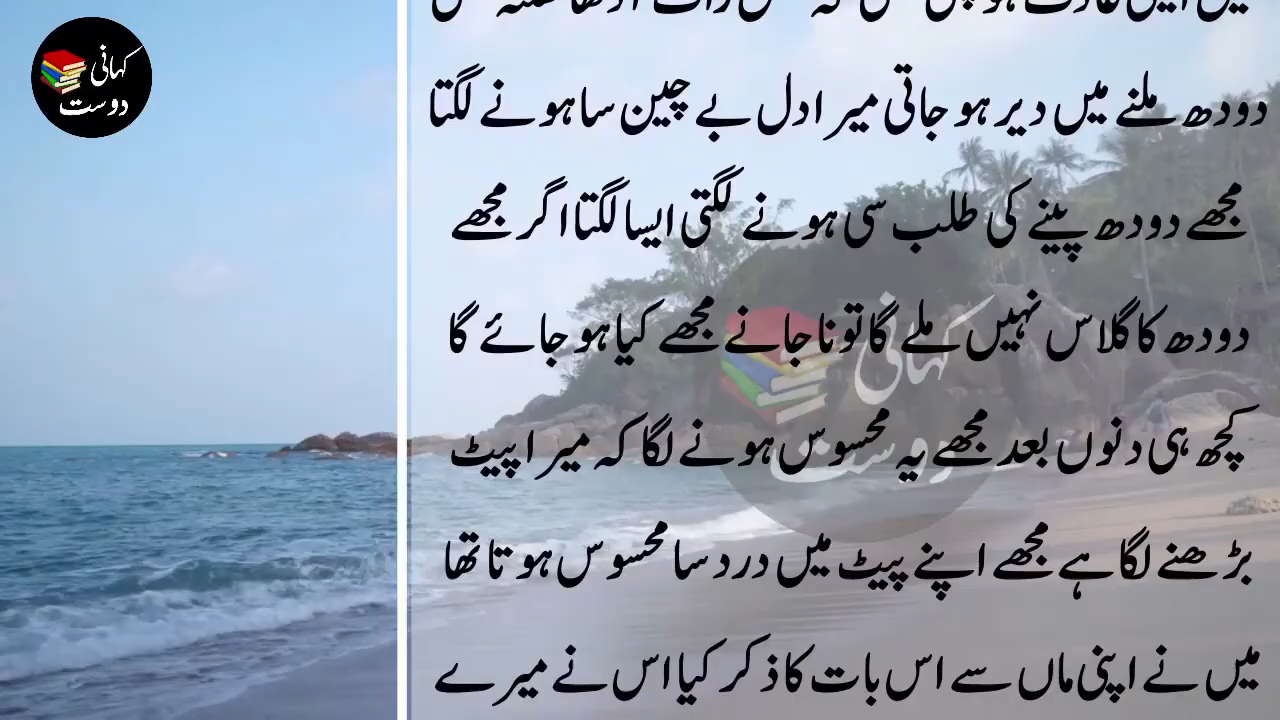 کہانی
دوست
دودھ ملنے میں دیر ہو جاتی میرا دل بے چین سا ہونے لگتا
مجھے دودھ پینے کی طلب سی ہونے لگتی ایسا لگتا اگر مجھے
دودھ کا گلاس نہیں ملے گا تو نا جانے مجھے کیا ہو جائے گا
کچھ ہی دنوں بعد مجھے یہ محسوس ہونے لگا کہ میرا پیٹ
بڑھنے لگا ہے مجھے اپنے پیٹ میں درد سا محسوس ہوتا تھا
میں نے اپنی ماں سے اس بات کا ذکر کیا اس نے میرے
کہانی
دوست